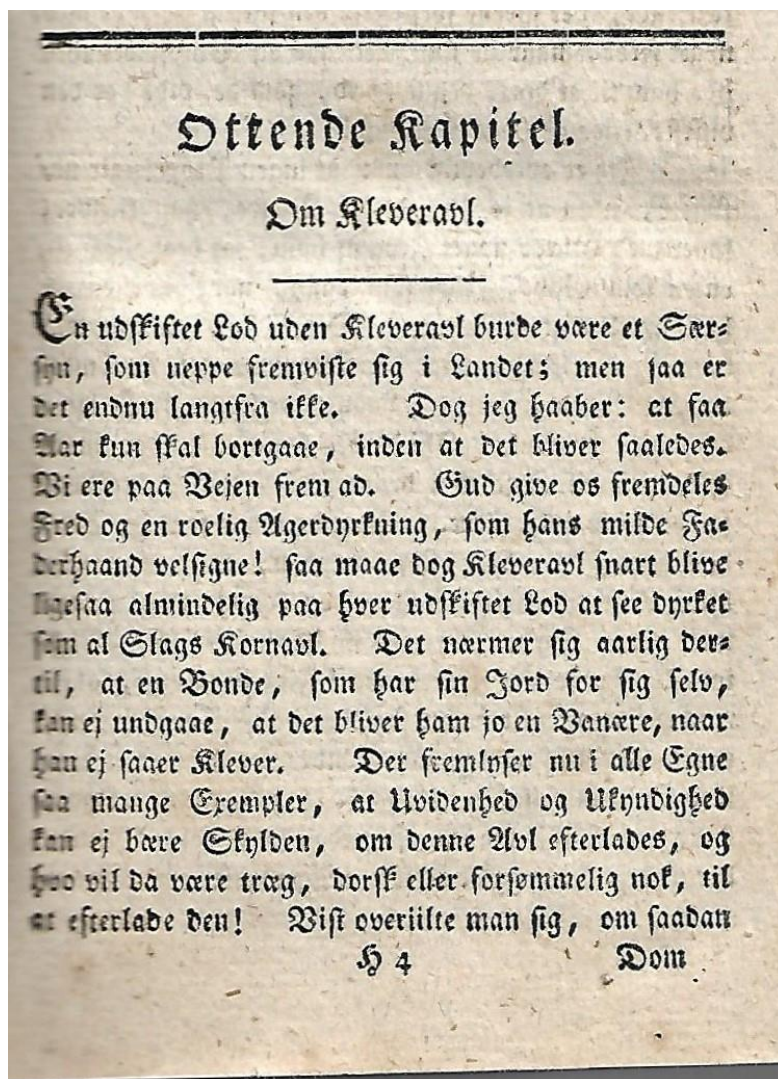 Ottende Kapitel.
Om Kleveravl.
En udskiftet Lod uden Kleveravl burde være et Sær-
syn, som neppe fremviste sig i Landet; men saa er
det endnu langtfra ikke. Dog jeg haaber: at faa
Aar kun skal bortgaae, inden at det bliver saaledes.
Vi ere paa Vejen frem ad. Gud give os fremdeles
Fred og en roelig Agerdyrkning, som hans milde Fa-
derhaand velsigne! saa maae dog Kleveravl snart blive
ligesaa almindelig paa hver udskiftet Lod at see dyrket
som al Slags Kornavl. Det nærmer sig aarlig der-
til, at en Bonde, som har sin Jord for sig selv,
kan ej undgaae, at det bliver ham jo en Vanære, naar
han ej saaer Klever. Der fremlyser nu i alle Egne
saa mange Exempler, at Uvidenhed og Ukyndighed
kan ej bære Skylden, om denne Avl efterlades, og
hvo vil da være træg, dorsk eller forsømmelig nok, til
at efterlade den! Vist overiilte man sig, om saadan
H 4 Dom